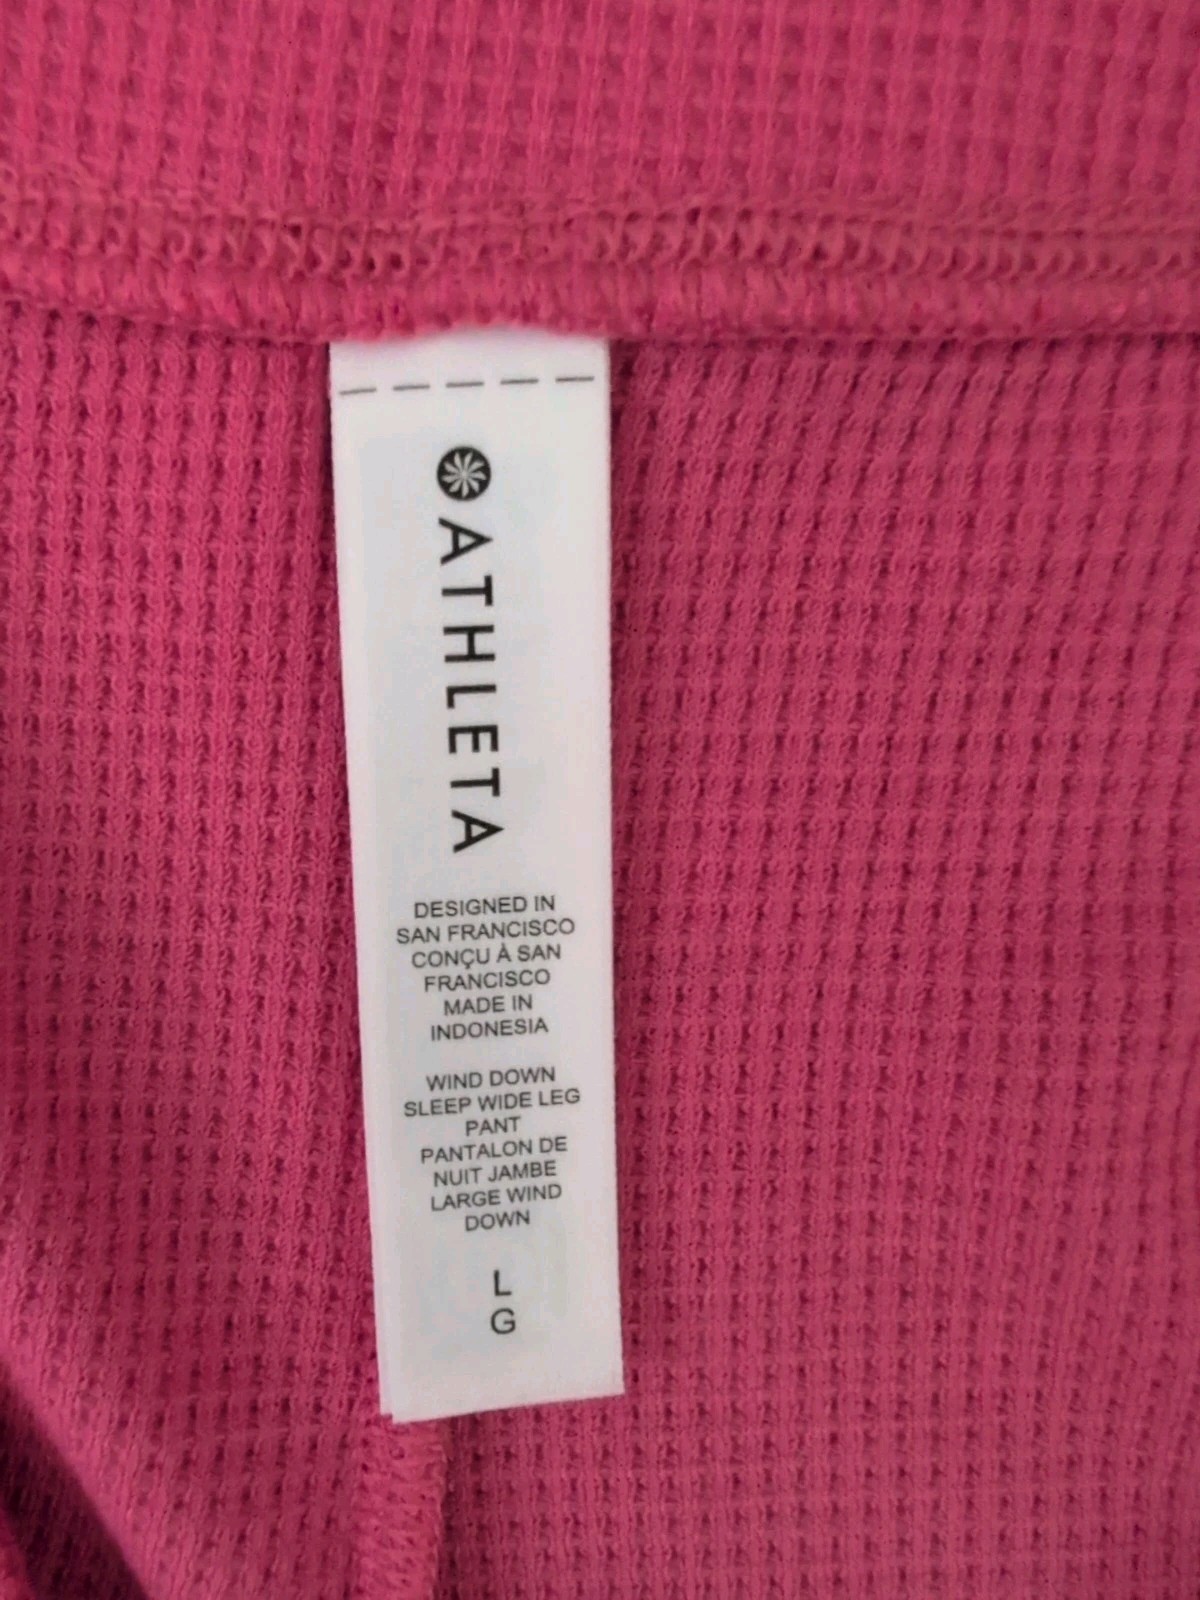 ATHLETA
DESIGNED IN
SAN FRANCISCO
CONÇU À SAN
FRANCISCO
MADE IN
INDONESIA
WIND DOWN
SLEEP WIDE LEG
PANT
PANTALON DE
NUIT JAMBE
LARGE WIND
DOWN
L
G